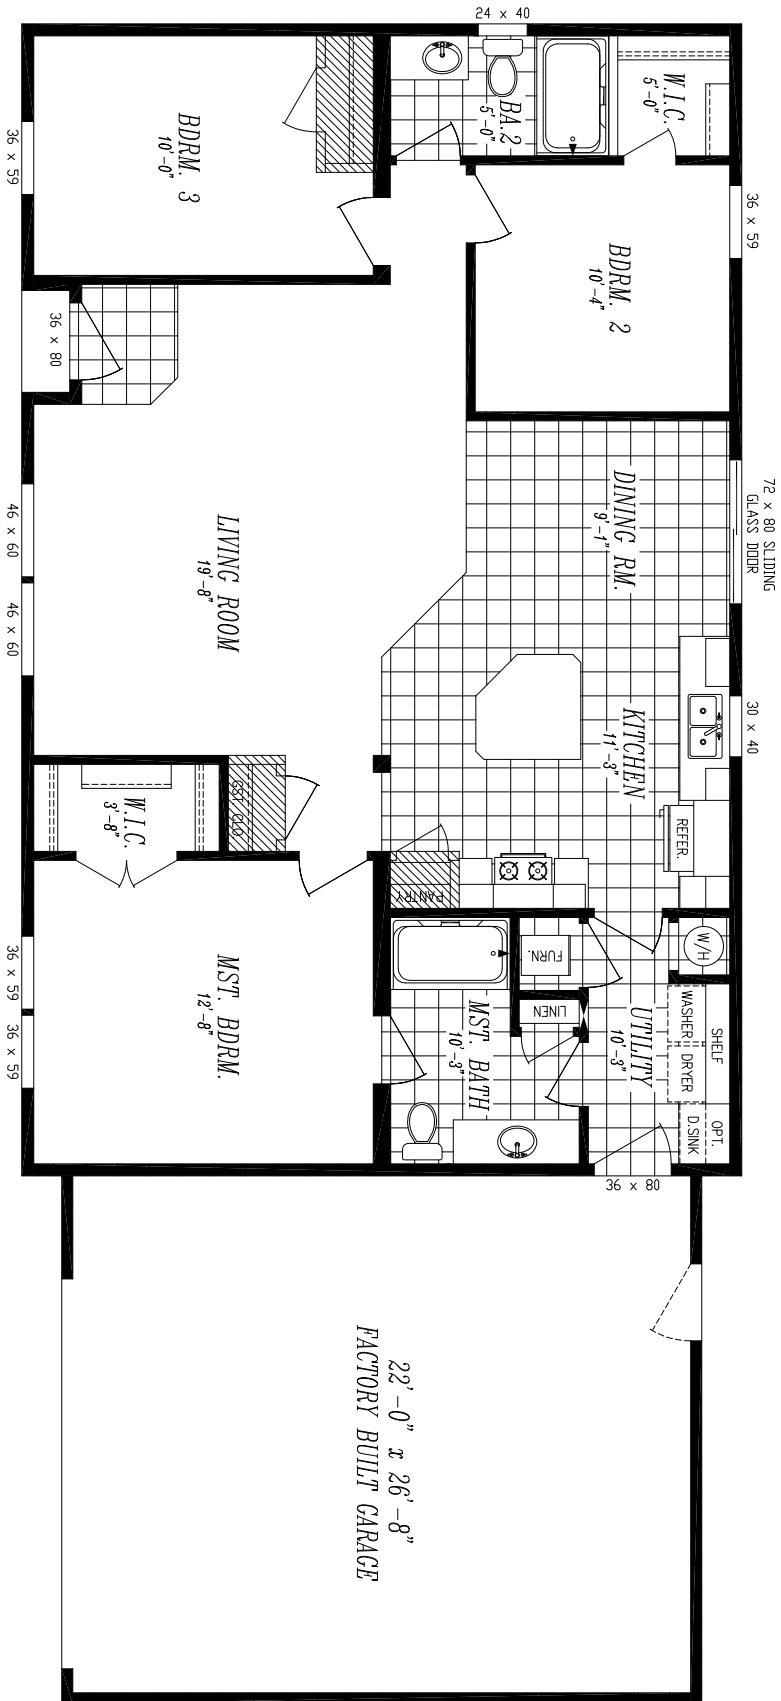 24 x 40
BDRM. 3
10'-0"
BA.2
5'-0"
W.I.C.
5'-0"
36 x 59
36 x 59
BDRM. 2
10'-4"
36 x 80
72 x 80 SLIDING
GLASS DOOR
DINING RM.
9'-1"
LIVING ROOM
19'-8"
46 x 60
46 x 60
30 x 40
KITCHEN
11'-3"
REFER.
W.I.C.
3'-8"
GST CLO
PANTRY
W/H
FURN.
LINEN
MST. BDRM.
12'-8"
MST. BATH
10'-3"
UTILITY
10'-3"
WASHER
DRYER
SHELF
OPT.
D.SINK
36 x 59
36 x 59
36 x 80
22'-0" x 26'-8"
FACTORY BUILT GARAGE